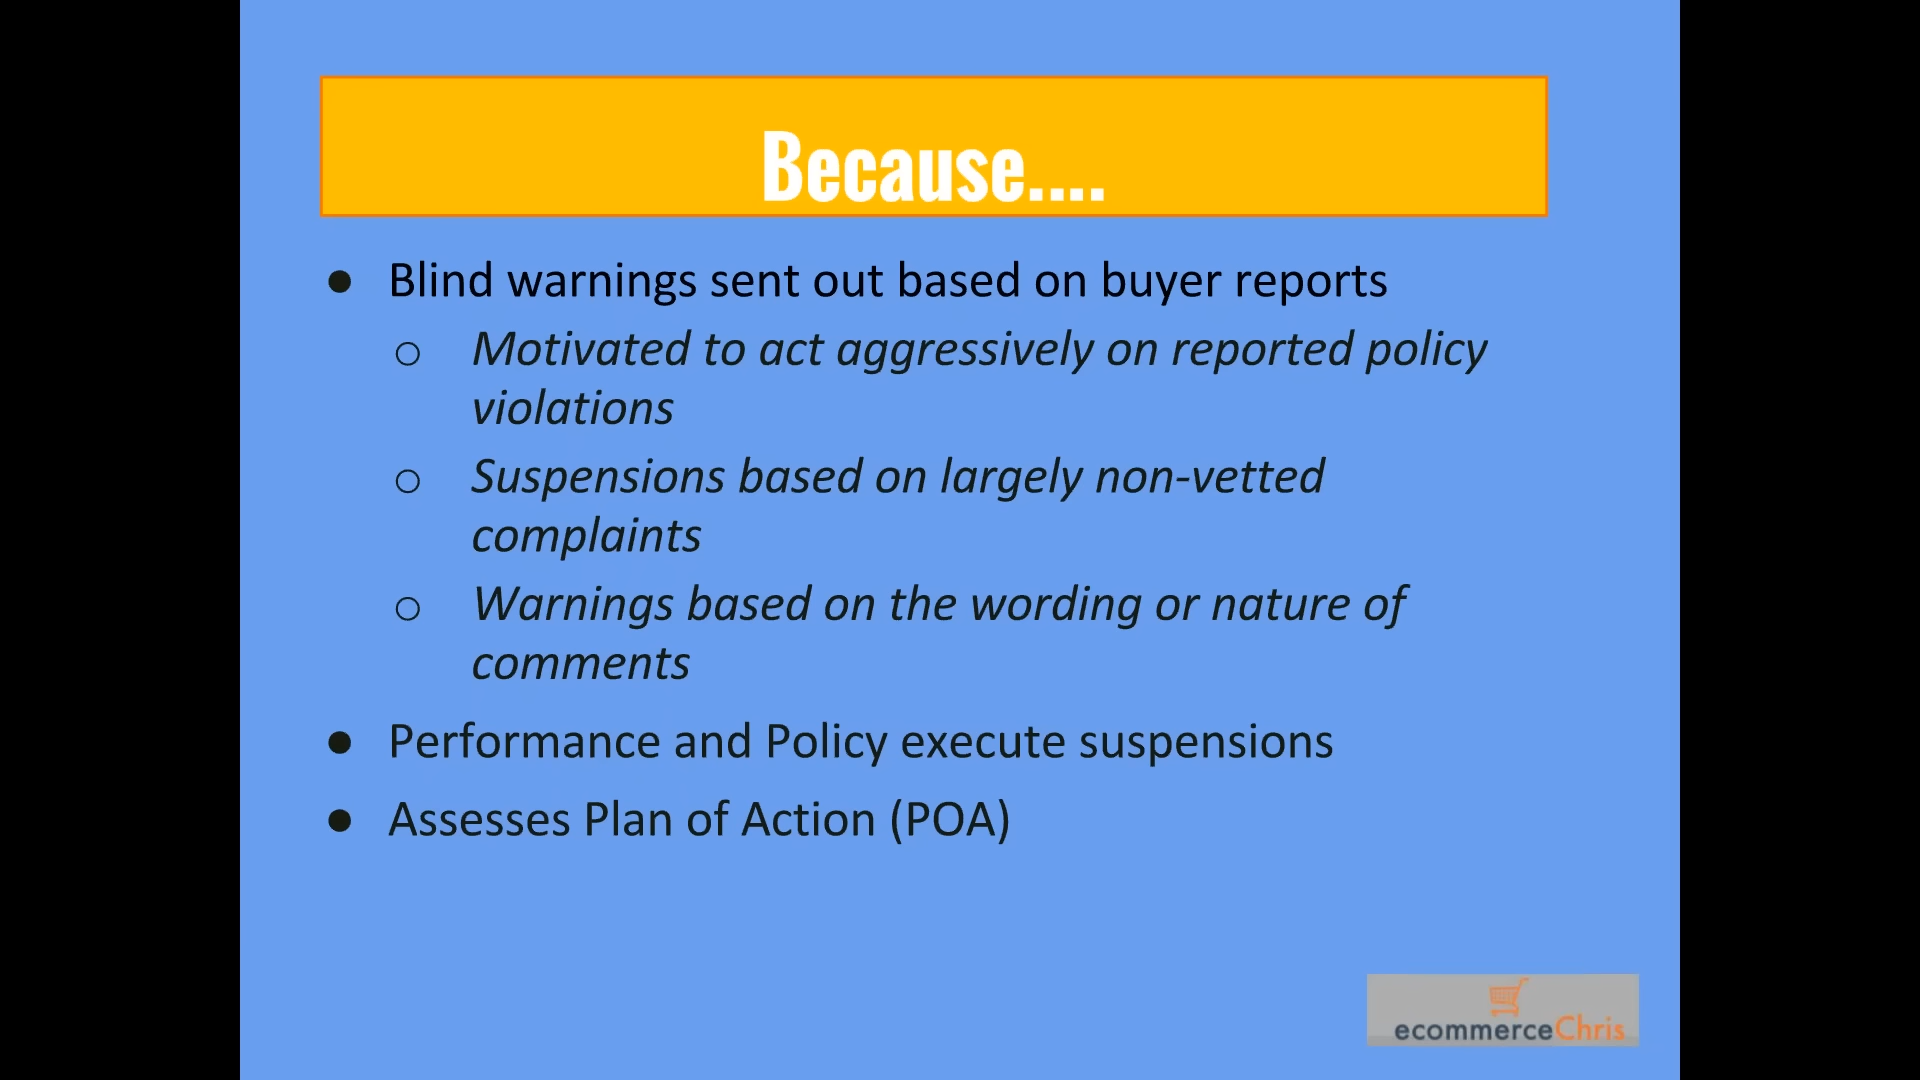 Because....
● Blind warnings sent out based on buyer reports
○ Motivated to act aggressively on reported policy
violations
○ Suspensions based on largely non-vetted
complaints
○ Warnings based on the wording or nature of
comments
● Performance and Policy execute suspensions
● Assesses Plan of Action (POA)
ecommerceChris